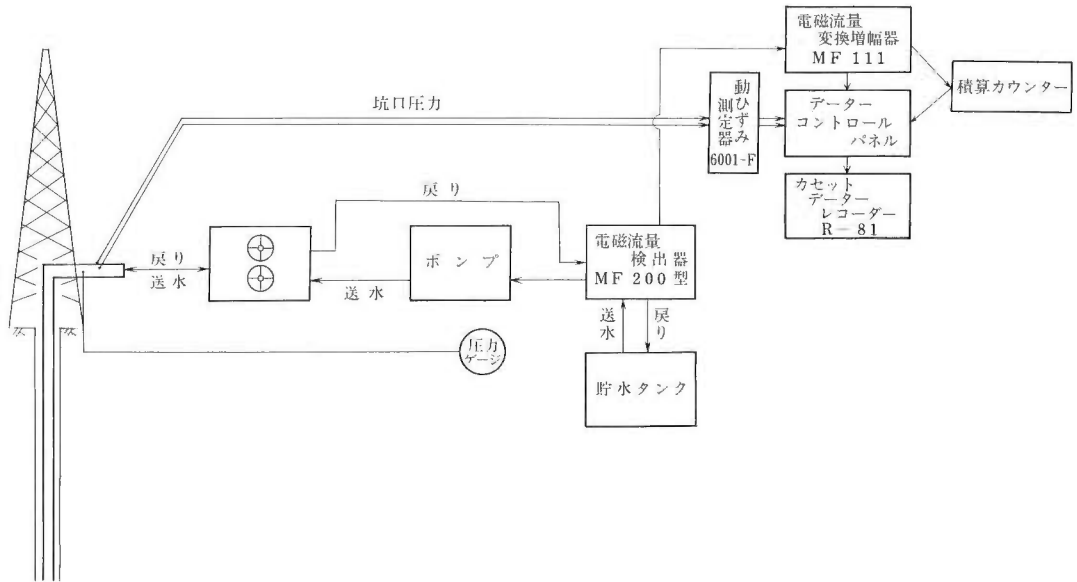 電磁流量
変換増幅器
MF 111
積算カウンター
動ひずみ
測定器
6001-F
データー
コントロール
パネル
カセット
データー
レコーダー
R-81
坑口圧力
戻り
戻り
送水
送水
ポンプ
電磁流量
検出器
MF 200型
送水
戻り
圧力
ゲージ
貯水タンク